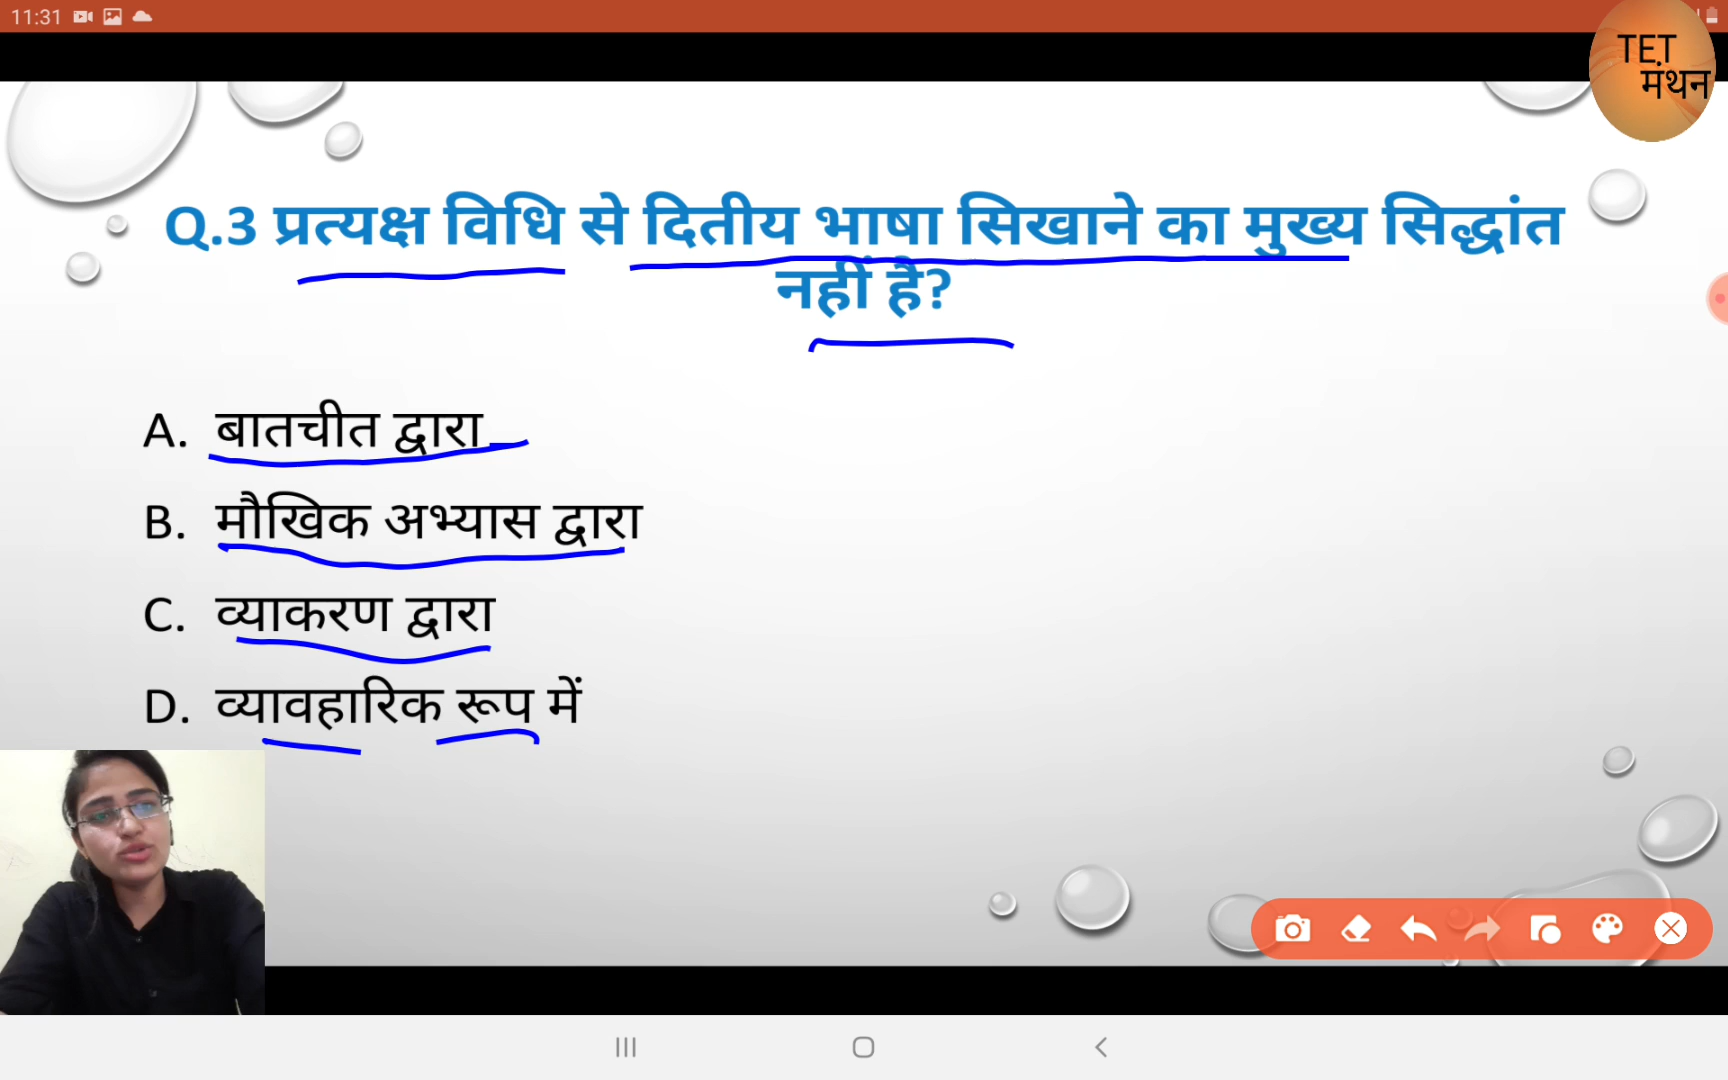 11:31
TET
मंथन
Q.3 प्रत्यक्ष विधि से दितीय भाषा सिखाने का मुख्य सिद्धांत
नहीं है?
A. बातचीत द्वारा
B. मौखिक अभ्यास द्वारा
C. व्याकरण द्वारा
D. व्यावहारिक रूप में